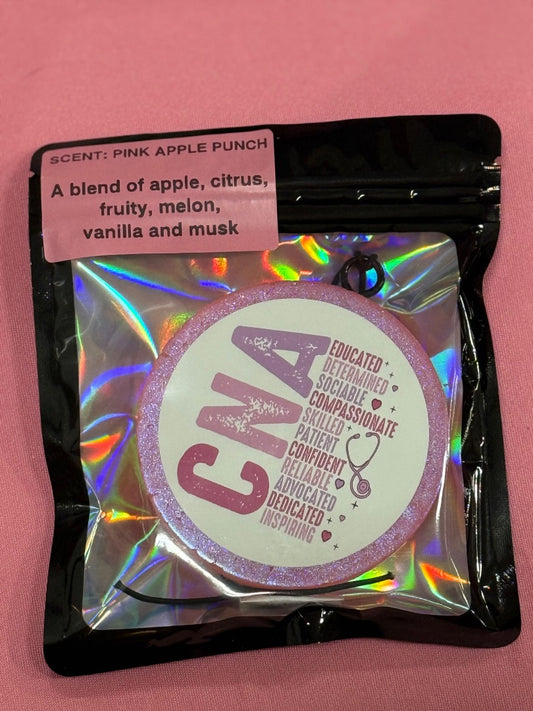 SCENT: PINK APPLE PUNCH
A blend of apple, citrus,
fruity, melon,
vanilla and musk
CNA
EDUCATED
DETERMINED
SOCIABLE
COMPASSIONATE
SKILLED
PATIENT
CONFIDENT
RELIABLE
ADVOCATED
DEDICATED
INSPIRING